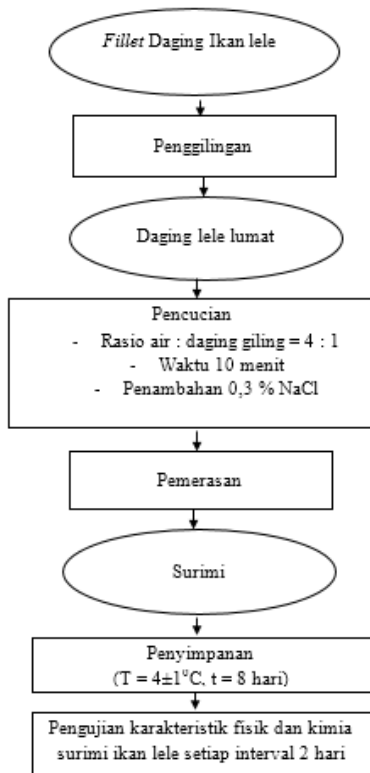 Fillet Daging Ikan lele
Penggilingan
Daging lele lumat
Pencucian
- Rasio air : daging giling = 4 : 1
- Waktu 10 menit
- Penambahan 0,3 % NaCl
Pemerasan
Surimi
Penyimpanan
(T = 4±1°C, t = 8 hari)
Pengujian karakteristik fisik dan kimia
surimi ikan lele setiap interval 2 hari